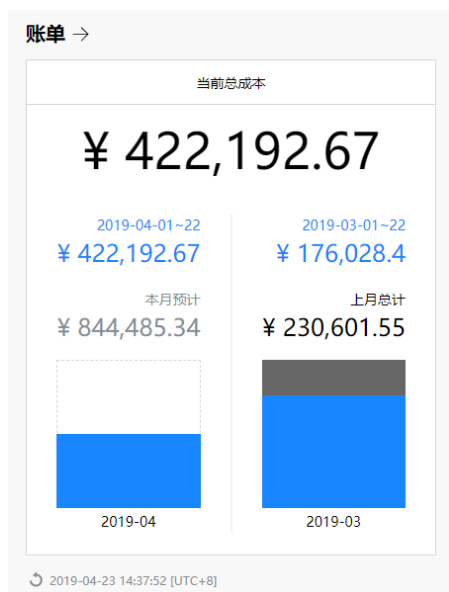 账单 →
当前总成本
¥ 422,192.67
2019-04-01~22
¥ 422,192.67
本月预计
¥ 844,485.34
2019-04
2019-03-01~22
¥ 176,028.4
上月总计
¥ 230,601.55
2019-03
2019-04-23 14:37:52 [UTC+8]